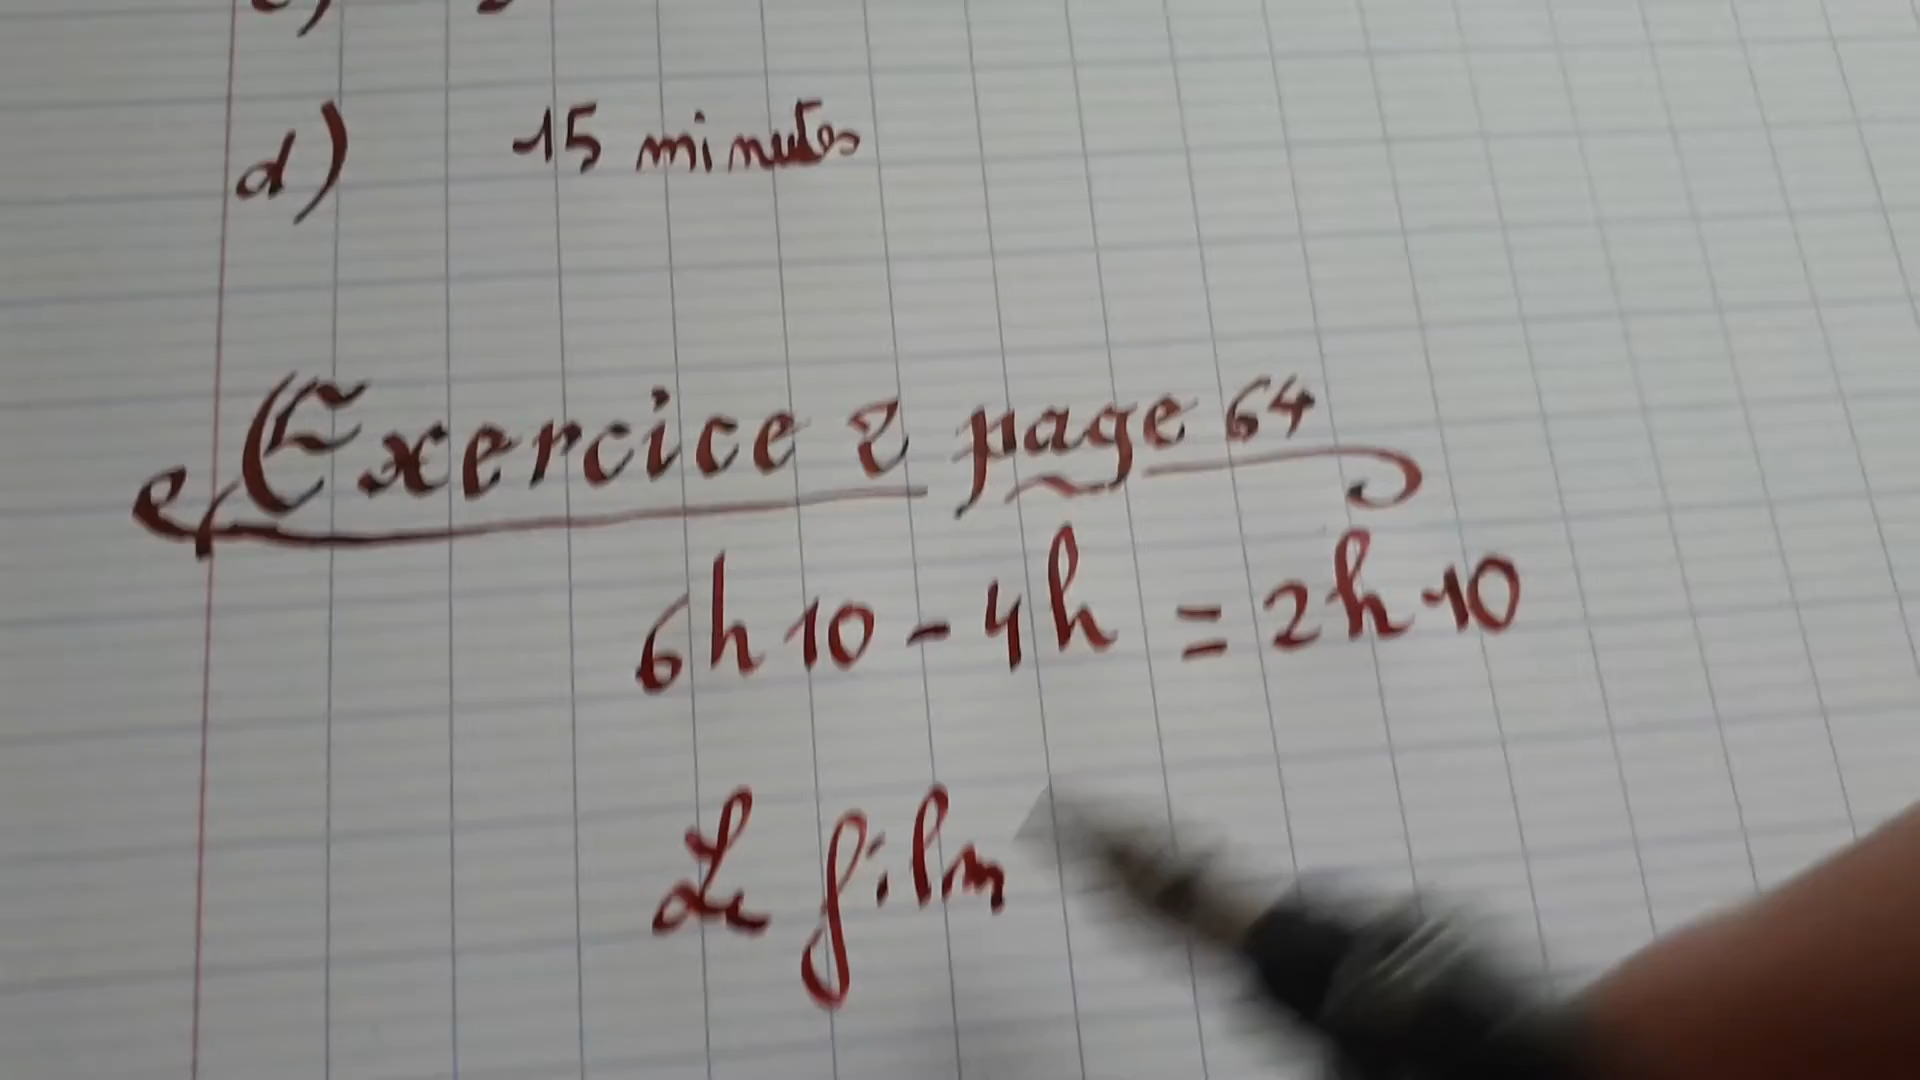 d) 15 minutes
Exercice 2 page 64
6h10 - 4h = 2h10
Le film